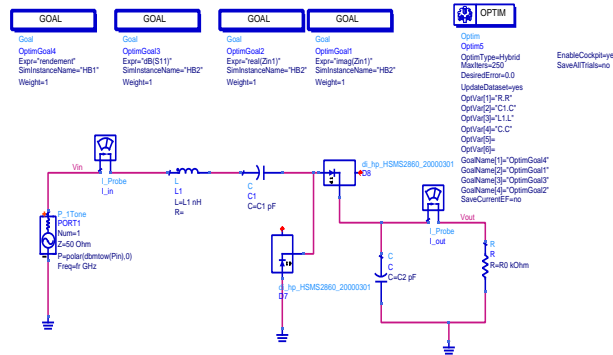 GOAL
Goal
OptimGoal4
Expr="rendement"
SimInstanceName="HB1"
Weight=1
GOAL
Goal
OptimGoal3
Expr="dB(S11)"
SimInstanceName="HB2"
Weight=1
GOAL
Goal
OptimGoal2
Expr="real(Zin1)"
SimInstanceName="HB2"
Weight=1
GOAL
Goal
OptimGoal1
Expr="imag(Zin1)"
SimInstanceName="HB2"
Weight=1
OPTIM
Optim
Optim5
OptimType=Hybrid
MaxIters=250
DesiredError=0.0
UpdateDataset=yes
OptVar[1]="R.R"
OptVar[2]="C1.C"
OptVar[3]="L1.L"
OptVar[4]="C.C"
OptVar[5]=
OptVar[6]=
GoalName[1]="OptimGoal4"
GoalName[2]="OptimGoal1"
GoalName[3]="OptimGoal3"
GoalName[4]="OptimGoal2"
SaveCurrentEF=no
EnableCockpit=ye
SaveAllTrials=no
Vin
I_Probe
I_in
L
L1
L=L1 nH
R=
C
C1
C=C1 pF
di_hp_HSMS2860_20000301
D8
P_1Tone
PORT1
Num=1
Z=50 Ohm
P=polar(dbmtow(Pin),0)
Freq=fr GHz
di_hp_HSMS2860_20000301
D7
I_Probe
I_out
Vout
C
C
C=C2 pF
R
R
R=R0 kOhm